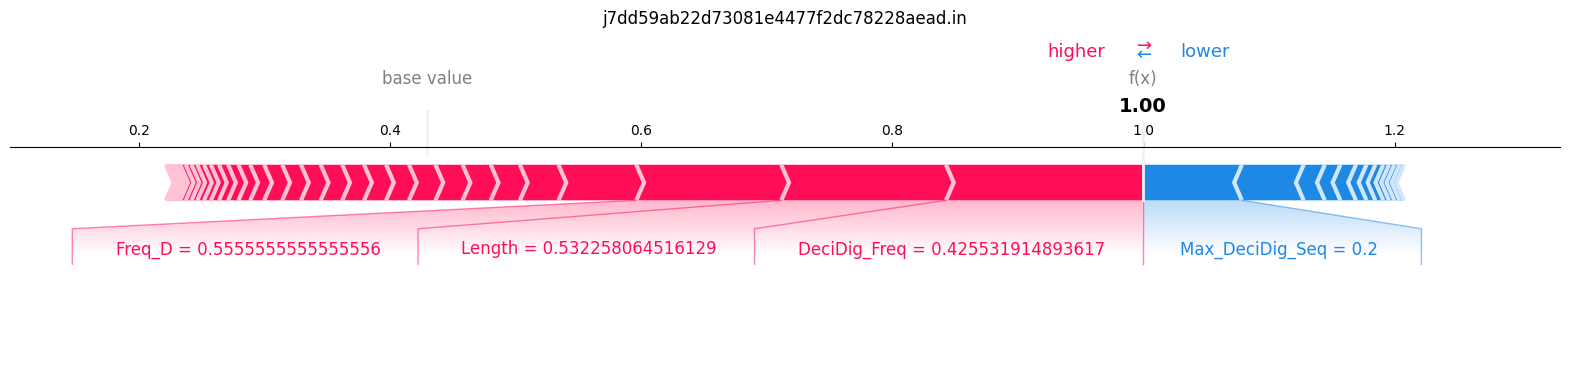 j7dd59ab22d73081e4477f2dc78228aead.in
higher → ← lower
base value f(x)
1.00
0.2 0.4 0.6 0.8 1.0 1.2
Freq_D = 0.5555555555555556 Length = 0.532258064516129 DeciDig_Freq = 0.425531914893617 Max_DeciDig_Seq = 0.2